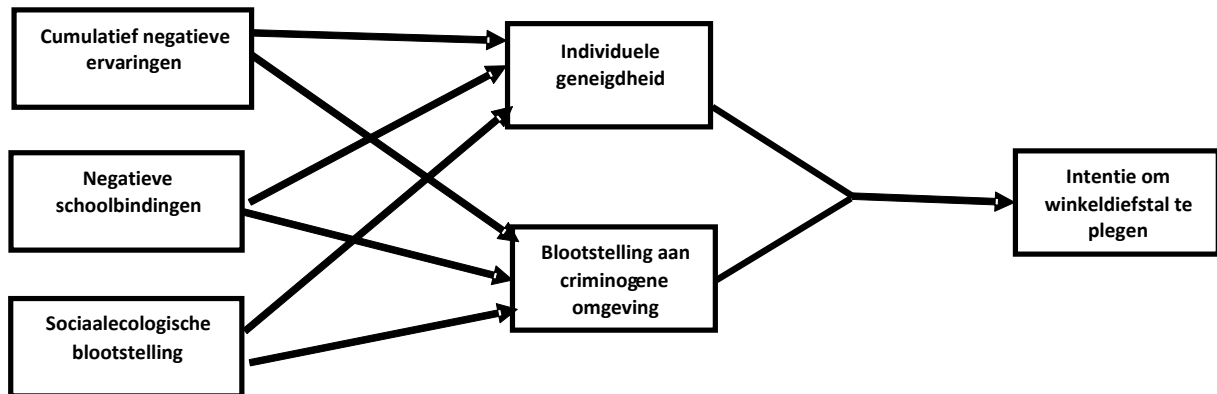 Cumulatief negatieve
ervaringen
Individuele
geneigdheid
Negatieve
schoolbindingen
Intentie om
winkeldiefstal te
plegen
Blootstelling aan
criminogene
omgeving
Sociaalecologische
blootstelling